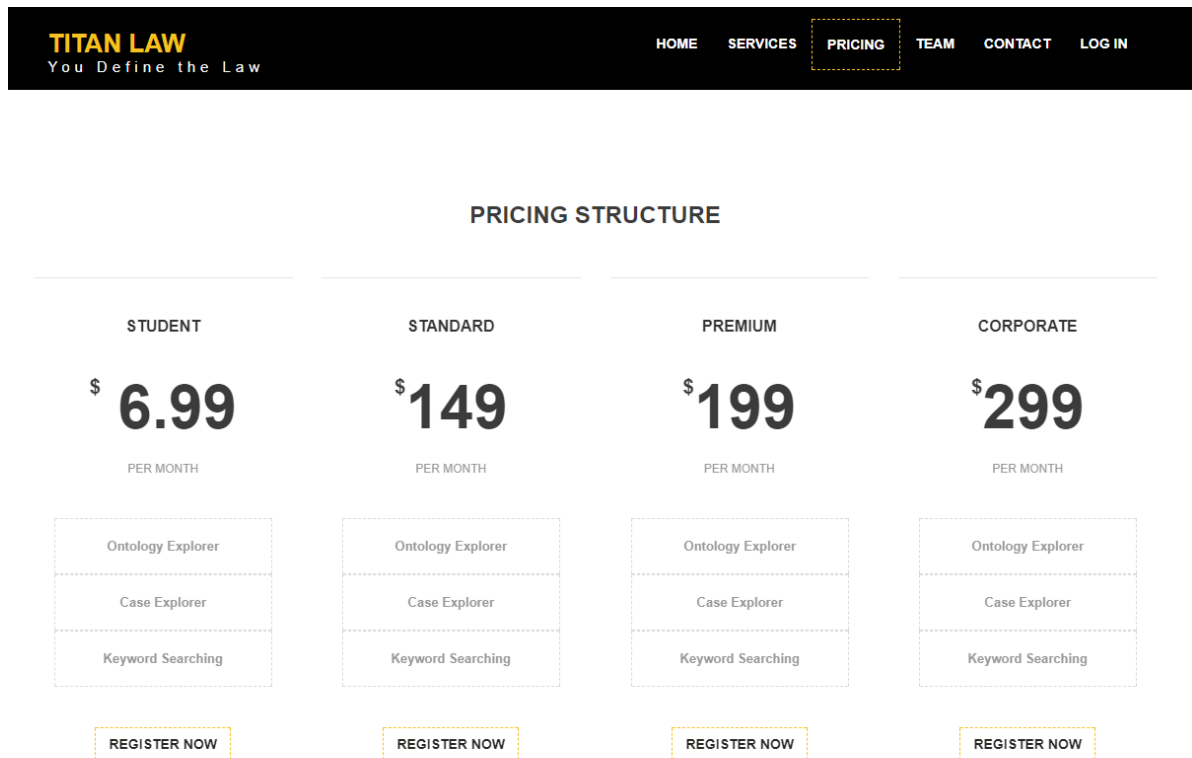 TITAN LAW
You Define the Law
HOME SERVICES PRICING TEAM CONTACT LOG IN
PRICING STRUCTURE
STUDENT
$ 6.99
PER MONTH
Ontology Explorer
Case Explorer
Keyword Searching
REGISTER NOW
STANDARD
$149
PER MONTH
Ontology Explorer
Case Explorer
Keyword Searching
REGISTER NOW
PREMIUM
$199
PER MONTH
Ontology Explorer
Case Explorer
Keyword Searching
REGISTER NOW
CORPORATE
$299
PER MONTH
Ontology Explorer
Case Explorer
Keyword Searching
REGISTER NOW